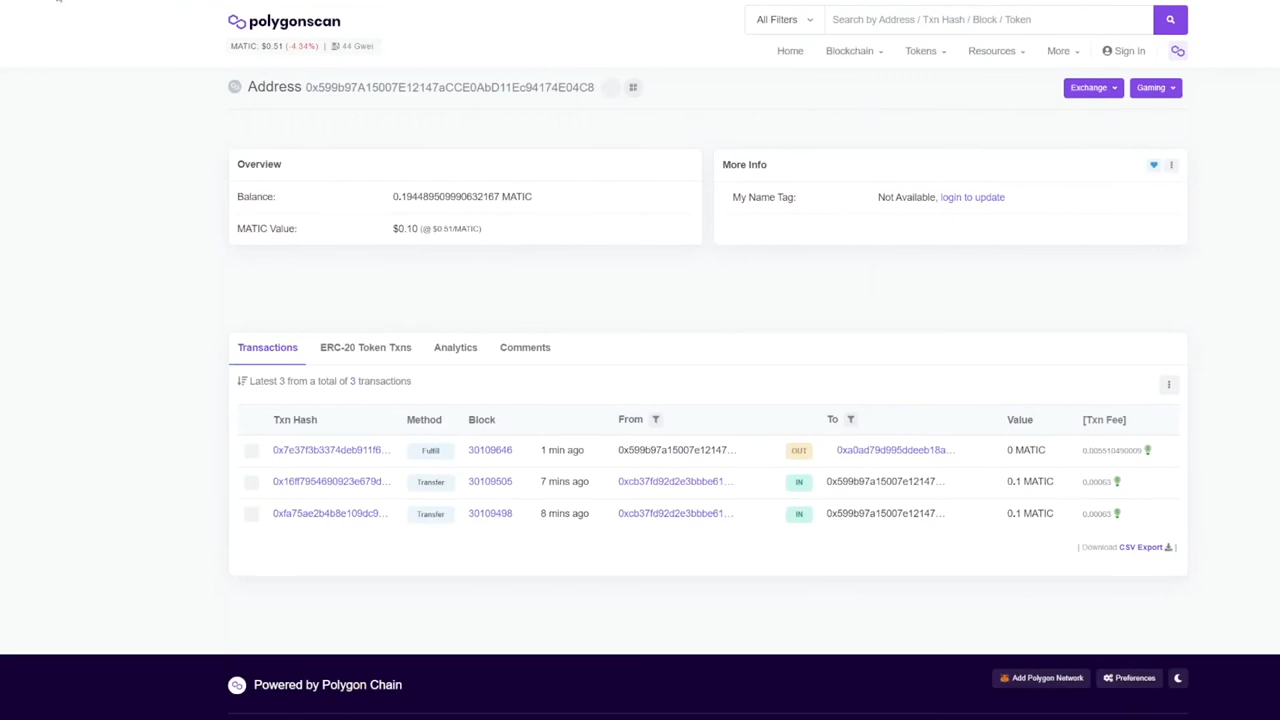 polygonscan
All Filters
Search by Address / Txn Hash / Block / Token
MATIC: $0.51 (-4.34%) | 44 Gwei
Home Blockchain Tokens Resources More Sign In
Address 0x599b97A15007E12147aCCE0AbD11Ec94174E04C8
Exchange
Gaming
Overview
Balance: 0.194489509990632167 MATIC
MATIC Value: $0.10 (@ $0.51/MATIC)
More Info
My Name Tag: Not Available, login to update
Transactions ERC-20 Token Txns Analytics Comments
Latest 3 from a total of 3 transactions
Txn Hash Method Block From To Value [Txn Fee]
0x7e37f3b3374deb911f6... Fulfill 30109646 1 min ago 0x599b97a15007e12147... OUT 0xa0ad79d995ddeeb18a... 0 MATIC 0.005510490009
0x16ff7954690923e679d... Transfer 30109505 7 mins ago 0xcb37fd92d2e3bbbe61... IN 0x599b97a15007e12147... 0.1 MATIC 0.00063
0xfa75ae2b4b8e109dc9... Transfer 30109498 8 mins ago 0xcb37fd92d2e3bbbe61... IN 0x599b97a15007e12147... 0.1 MATIC 0.00063
[ Download CSV Export ]
Powered by Polygon Chain
Add Polygon Network
Preferences